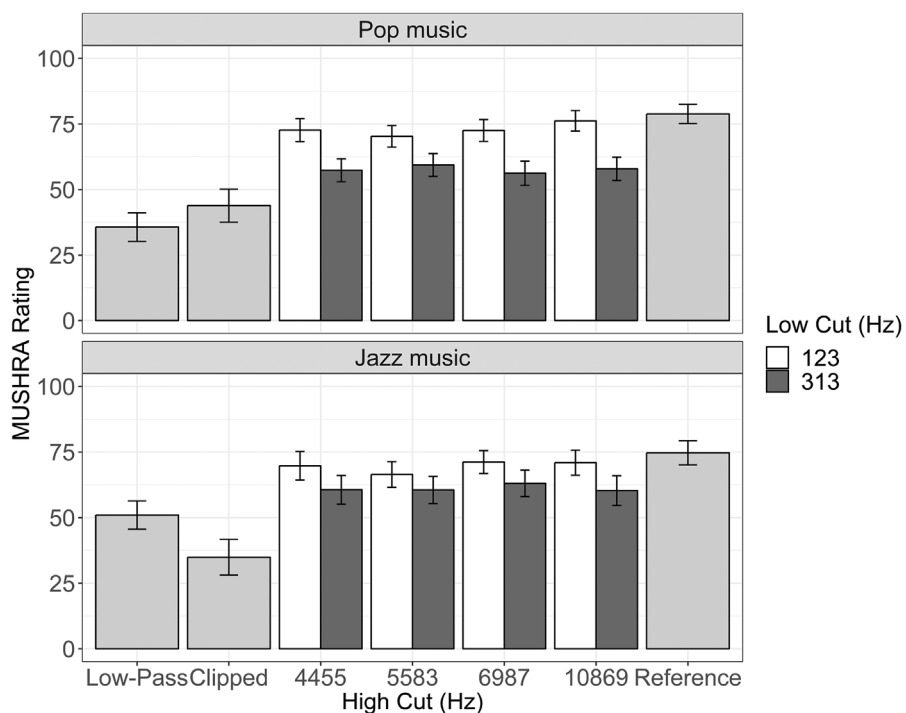 Pop music
100
75
50
25
0
Jazz music
100
75
50
25
0
MUSHRA Rating
Low-Pass Clipped 4455 5583 6987 10869 Reference
High Cut (Hz)
Low Cut (Hz)
123
313